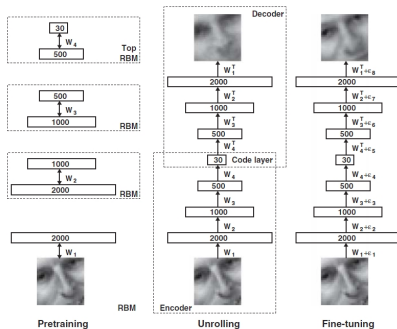 30
W4
500
Top
RBM
500
W3
1000
RBM
1000
W2
2000
RBM
2000
W1
RBM
Pretraining
Decoder
W1T
2000
W2T
1000
W3T
500
W4T
Code layer
30
W4
500
W3
1000
W2
2000
W1
Encoder
Unrolling
W1T+ε8
2000
W2T+ε7
1000
W3T+ε6
500
W4T+ε5
30
W4+ε4
500
W3+ε3
1000
W2+ε2
2000
W1+ε1
Fine-tuning